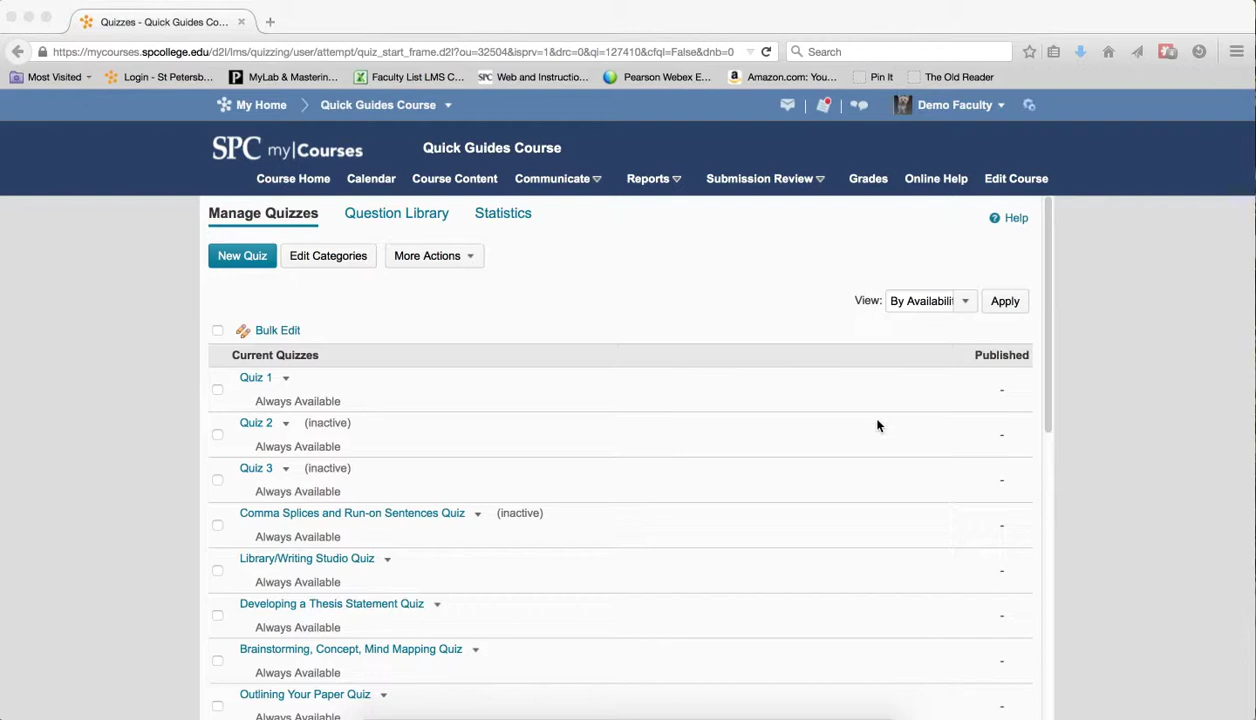 Quizzes - Quick Guides Co...
https://mycourses.spcollege.edu/d2l/lms/quizzing/user/attempt/quiz_start_frame.d2l?ou=32504&isprv=1&drc=0&qi=127410&cfql=False&dnb=0 Search
Most Visited Login - St Petersb... MyLab & Mastering... Faculty List LMS C... SPC Web and Instructio... Pearson Webex E... Amazon.com: You... Pin It The Old Reader
My Home Quick Guides Course Demo Faculty
SPC my|Courses Quick Guides Course
Course Home Calendar Course Content Communicate Reports Submission Review Grades Online Help Edit Course
Manage Quizzes Question Library Statistics Help
New Quiz Edit Categories More Actions
View: By Availabilit Apply
Bulk Edit
Current Quizzes Published
Quiz 1
Always Available -
Quiz 2 (inactive)
Always Available -
Quiz 3 (inactive)
Always Available -
Comma Splices and Run-on Sentences Quiz (inactive)
Always Available -
Library/Writing Studio Quiz
Always Available -
Developing a Thesis Statement Quiz
Always Available -
Brainstorming, Concept, Mind Mapping Quiz
Always Available -
Outlining Your Paper Quiz
Always Available -